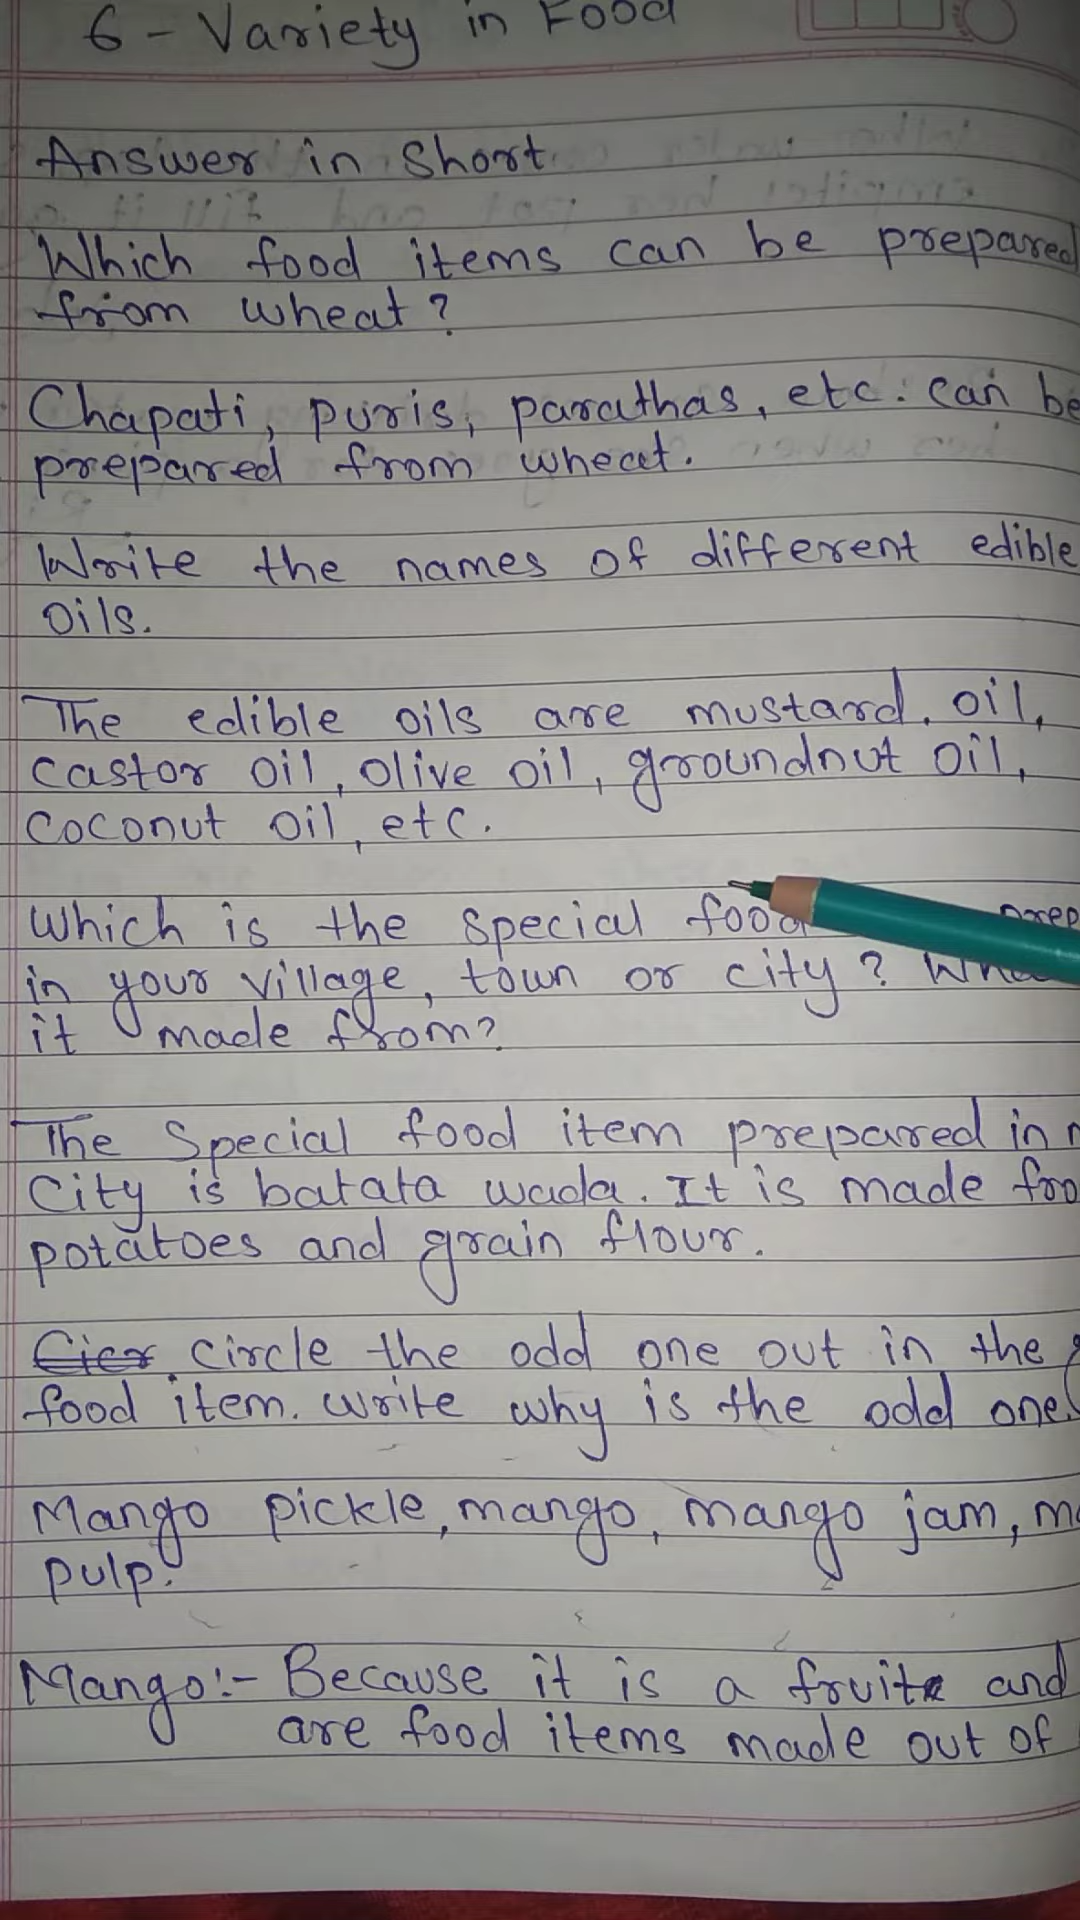 6 - Variety in Food
Answer in short.
Which food items can be prepared
from wheat?
Chapati, puris, parathas, etc. can be
prepared from wheat.
Write the names of different edible
oils.
The edible oils are mustard oil,
castor oil, olive oil, groundnut oil,
coconut oil, etc.
Which is the special food
in your village, town or city?
it made from?
The special food item prepared in
city is batata wada. It is made
potatoes and grain flour.
Circle the odd one out in the
food item. write why is the odd one.
Mango pickle, mango, mango jam,
pulp.
Mango:- Because it is a fruit and
are food items made out of